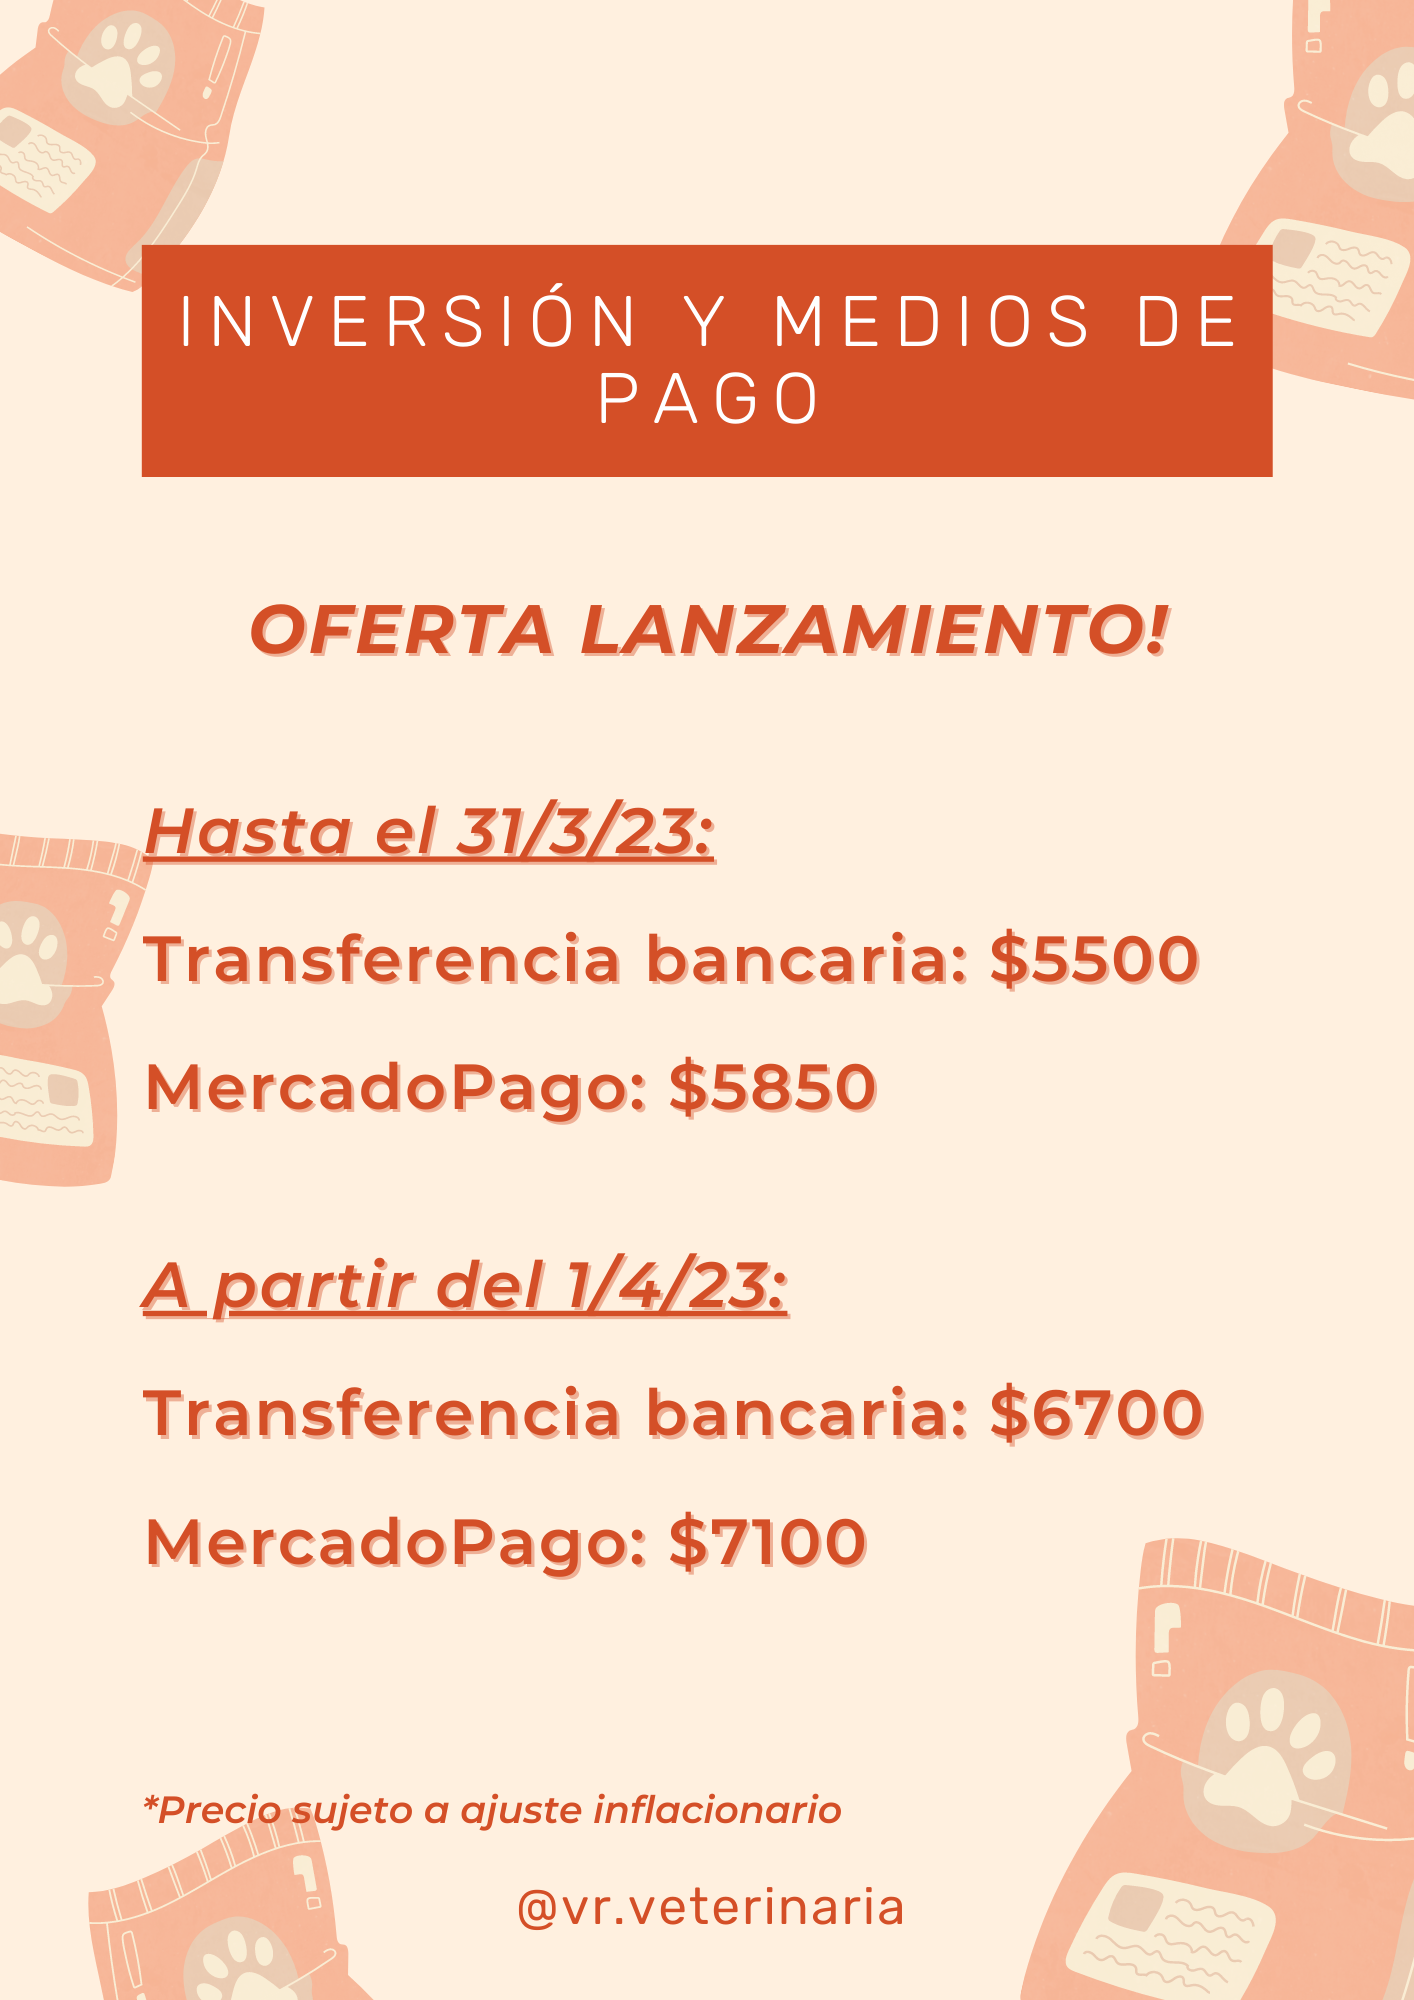 INVERSIÓN Y MEDIOS DE
PAGO
OFERTA LANZAMIENTO!
Hasta el 31/3/23:
Transferencia bancaria: $5500
MercadoPago: $5850
A partir del 1/4/23:
Transferencia bancaria: $6700
MercadoPago: $7100
*Precio sujeto a ajuste inflacionario
@vr.veterinaria